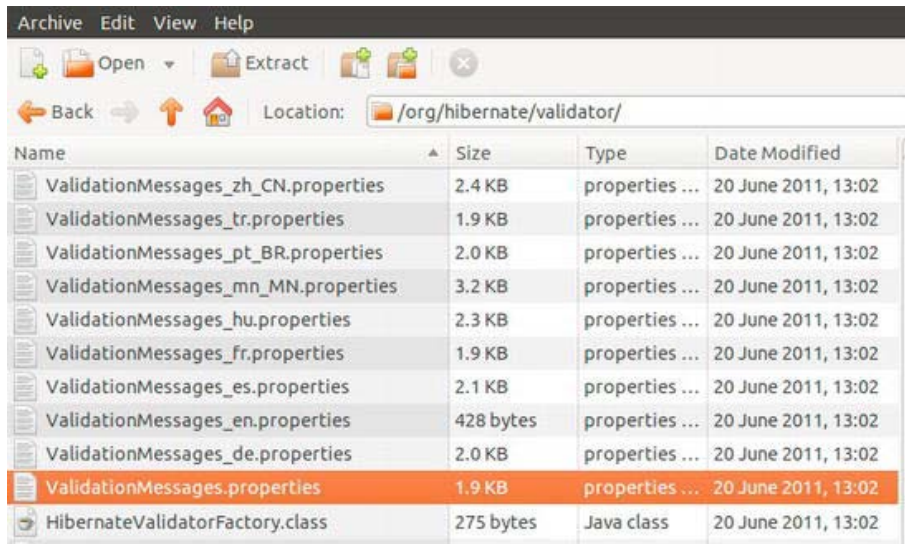 Archive Edit View Help
Open Extract
Back Location: /org/hibernate/validator/
Name Size Type Date Modified
ValidationMessages_zh_CN.properties 2.4 KB properties ... 20 June 2011, 13:02
ValidationMessages_tr.properties 1.9 KB properties ... 20 June 2011, 13:02
ValidationMessages_pt_BR.properties 2.0 KB properties ... 20 June 2011, 13:02
ValidationMessages_mn_MN.properties 3.2 KB properties ... 20 June 2011, 13:02
ValidationMessages_hu.properties 2.3 KB properties ... 20 June 2011, 13:02
ValidationMessages_fr.properties 1.9 KB properties ... 20 June 2011, 13:02
ValidationMessages_es.properties 2.1 KB properties ... 20 June 2011, 13:02
ValidationMessages_en.properties 428 bytes properties ... 20 June 2011, 13:02
ValidationMessages_de.properties 2.0 KB properties ... 20 June 2011, 13:02
ValidationMessages.properties 1.9 KB properties ... 20 June 2011, 13:02
HibernateValidatorFactory.class 275 bytes Java class 20 June 2011, 13:02